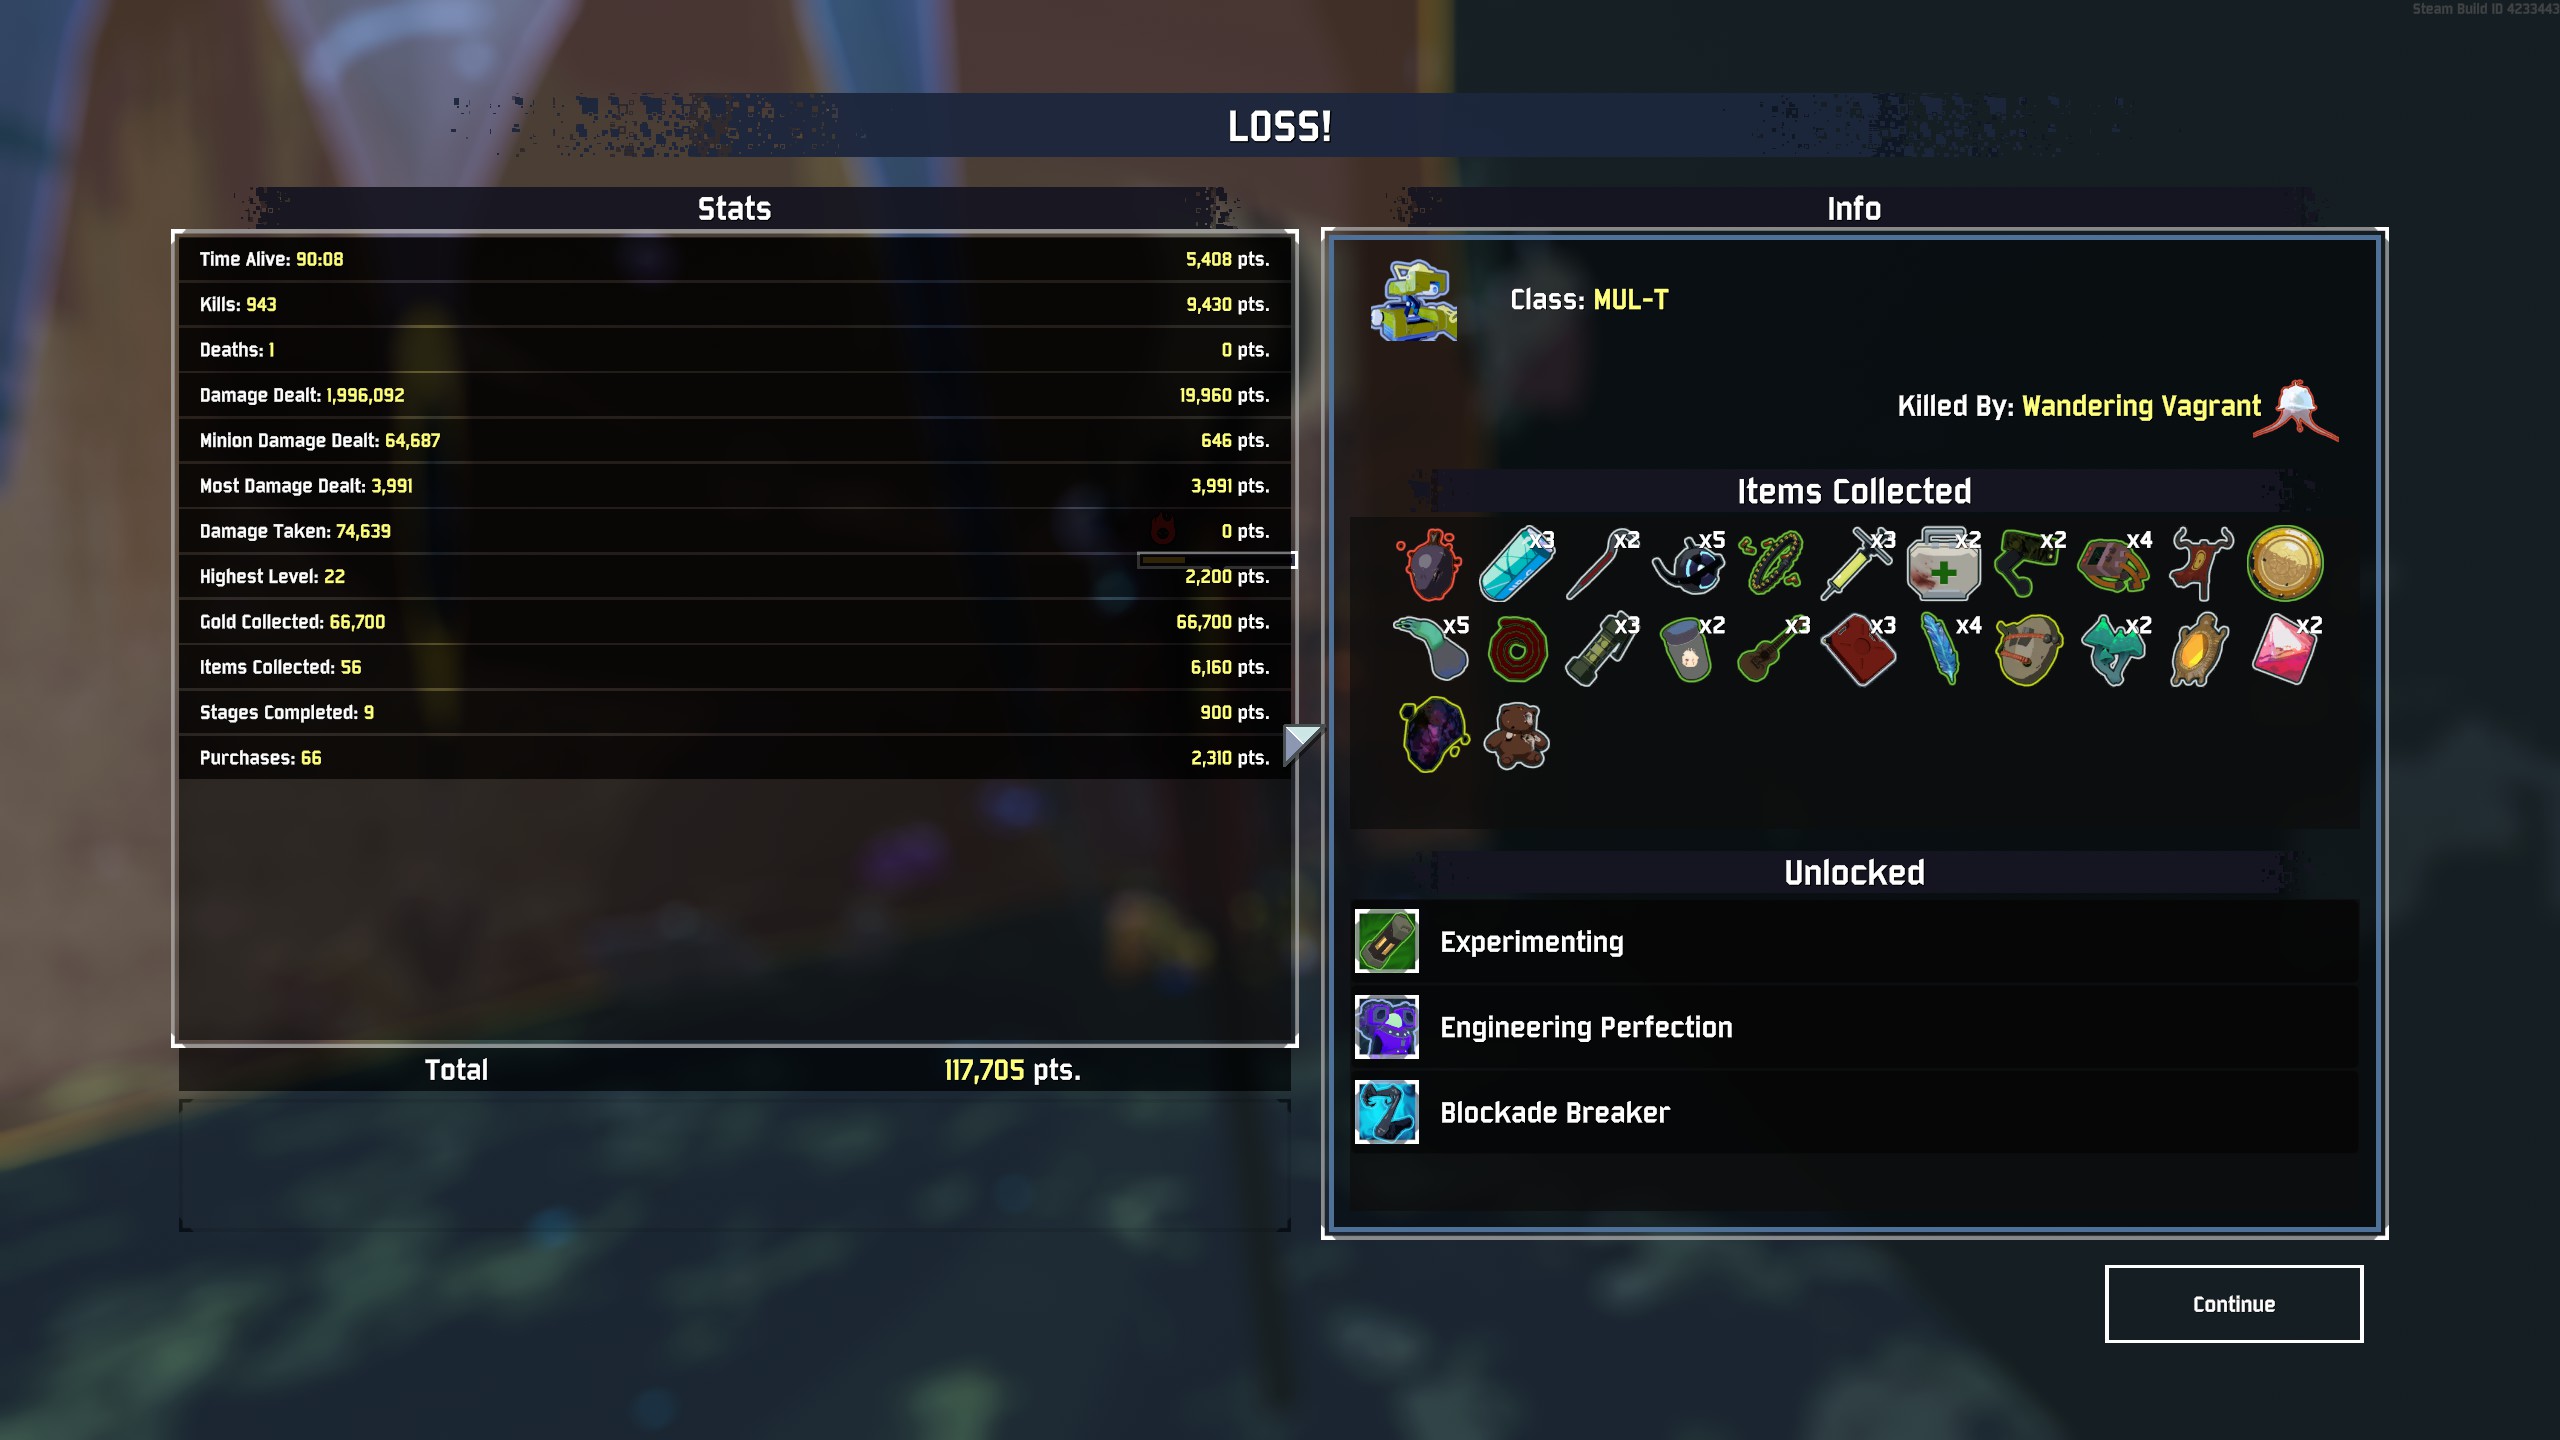 Steam Build ID 4233443
LOSS!
Stats
Time Alive: 90:08 5,408 pts.
Kills: 943 9,430 pts.
Deaths: 1 0 pts.
Damage Dealt: 1,996,092 19,960 pts.
Minion Damage Dealt: 64,687 646 pts.
Most Damage Dealt: 3,991 3,991 pts.
Damage Taken: 74,639 0 pts.
Highest Level: 22 2,200 pts.
Gold Collected: 66,700 66,700 pts.
Items Collected: 56 6,160 pts.
Stages Completed: 9 900 pts.
Purchases: 66 2,310 pts.
Total 117,705 pts.
Info
Class: MUL-T
Killed By: Wandering Vagrant
Items Collected
x3 x2 x5 x3 x2 x2 x4
x5 x3 x2 x3 x3 x4 x2 x2
Unlocked
Experimenting
Engineering Perfection
Blockade Breaker
Continue